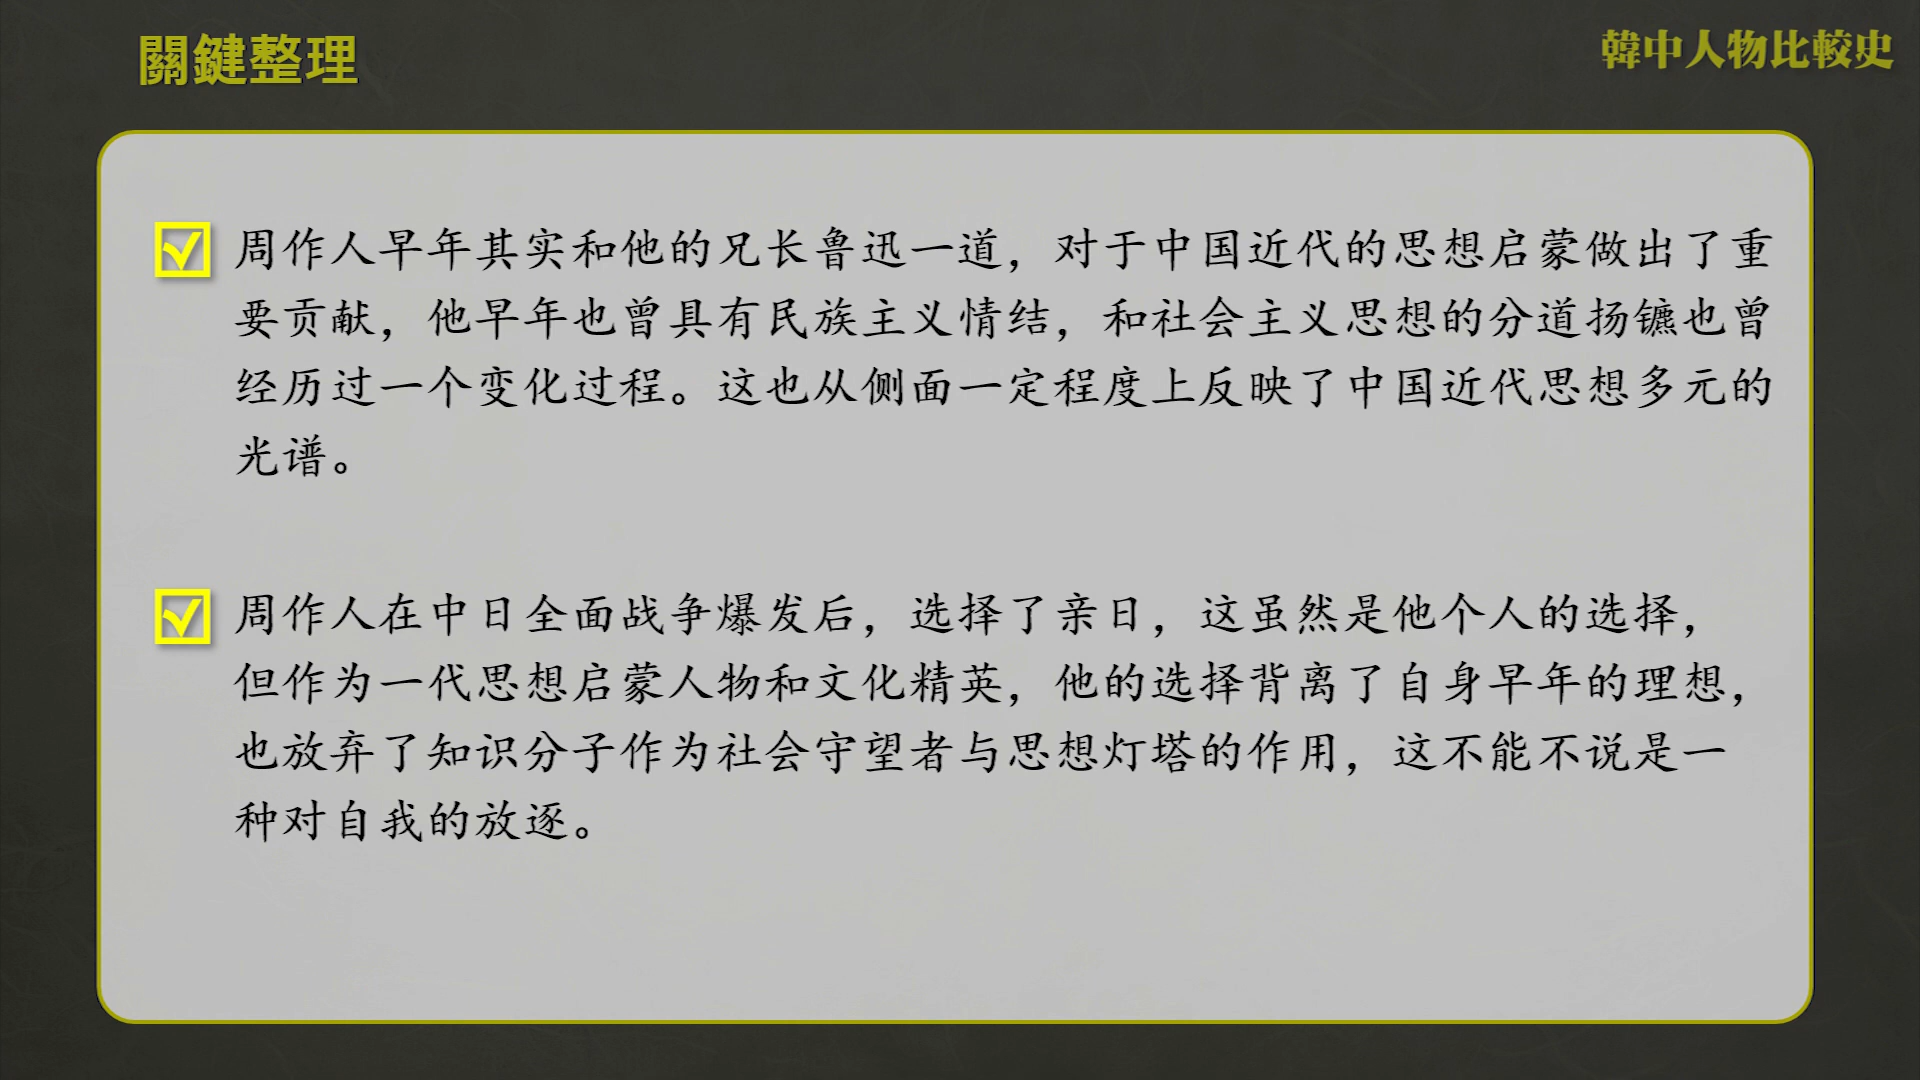 關鍵整理
韓中人物比較史
周作人早年其实和他的兄长鲁迅一道，对于中国近代的思想启蒙做出了重
要贡献，他早年也曾具有民族主义情结，和社会主义思想的分道扬镳也曾
经历过一个变化过程。这也从侧面一定程度上反映了中国近代思想多元的
光谱。
周作人在中日全面战争爆发后，选择了亲日，这虽然是他个人的选择，
但作为一代思想启蒙人物和文化精英，他的选择背离了自身早年的理想，
也放弃了知识分子作为社会守望者与思想灯塔的作用，这不能不说是一
种对自我的放逐。